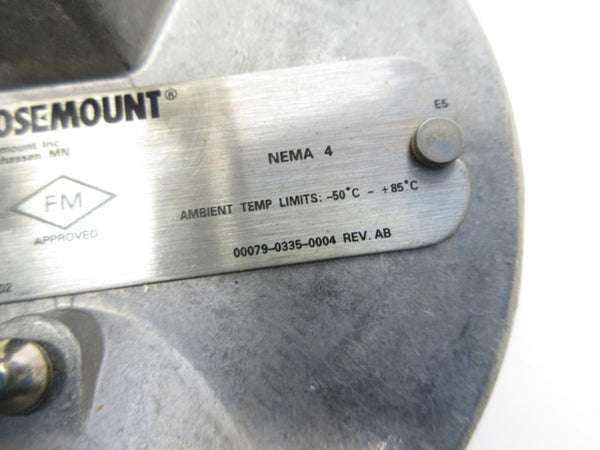 OSEMOUNT®
mount Inc
hassen, MN
E5
NEMA 4
FM
APPROVED
AMBIENT TEMP LIMITS: -50°C - +85°C
00079-0335-0004 REV. AB
02